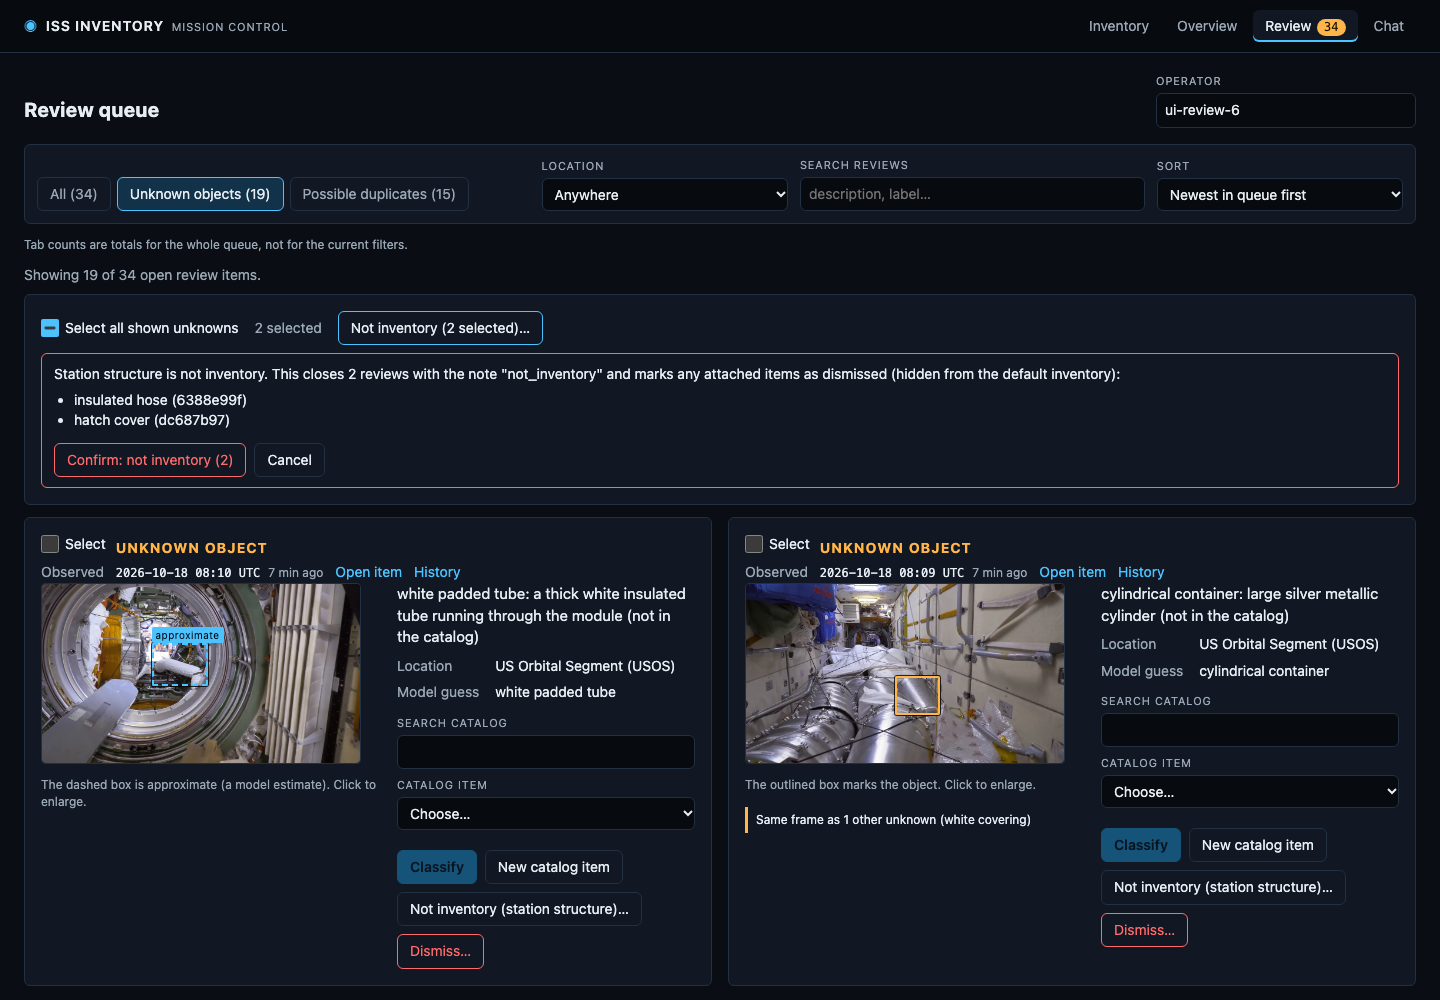 ISS INVENTORY MISSION CONTROL
Inventory Overview Review 34 Chat
Review queue
OPERATOR
ui-review-6
All (34) Unknown objects (19) Possible duplicates (15)
LOCATION
Anywhere
SEARCH REVIEWS
description, label...
SORT
Newest in queue first
Tab counts are totals for the whole queue, not for the current filters.
Showing 19 of 34 open review items.
Select all shown unknowns 2 selected Not inventory (2 selected)...
Station structure is not inventory. This closes 2 reviews with the note "not_inventory" and marks any attached items as dismissed (hidden from the default inventory):
• insulated hose (6388e99f)
• hatch cover (dc687b97)
Confirm: not inventory (2) Cancel
Select UNKNOWN OBJECT
Observed 2026-10-18 08:10 UTC 7 min ago Open item History
approximate
The dashed box is approximate (a model estimate). Click to
enlarge.
white padded tube: a thick white insulated
tube running through the module (not in
the catalog)
Location US Orbital Segment (USOS)
Model guess white padded tube
SEARCH CATALOG
CATALOG ITEM
Choose...
Classify New catalog item
Not inventory (station structure)...
Dismiss...
Select UNKNOWN OBJECT
Observed 2026-10-18 08:09 UTC 7 min ago Open item History
The outlined box marks the object. Click to enlarge.
Same frame as 1 other unknown (white covering)
cylindrical container: large silver metallic
cylinder (not in the catalog)
Location US Orbital Segment (USOS)
Model guess cylindrical container
SEARCH CATALOG
CATALOG ITEM
Choose...
Classify New catalog item
Not inventory (station structure)...
Dismiss...